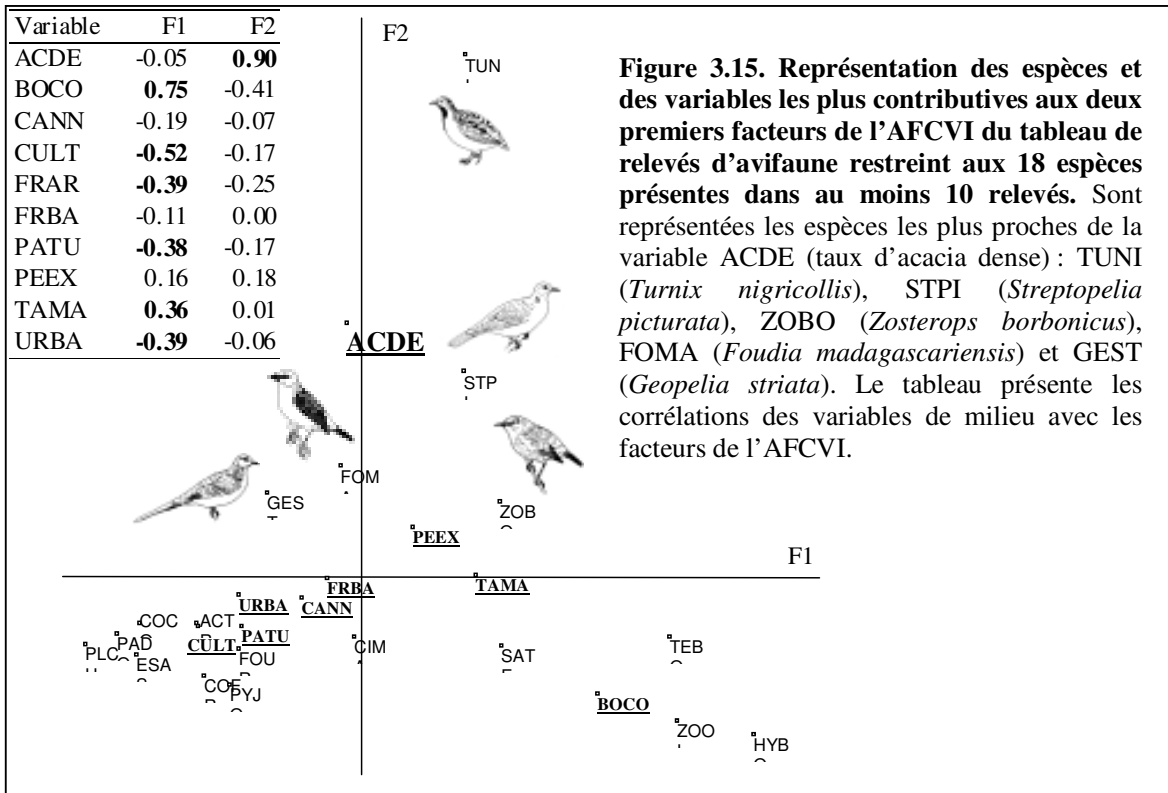 Variable F1 F2
ACDE -0.05 0.90
BOCO 0.75 -0.41
CANN -0.19 -0.07
CULT -0.52 -0.17
FRAR -0.39 -0.25
FRBA -0.11 0.00
PATU -0.38 -0.17
PEEX 0.16 0.18
TAMA 0.36 0.01
URBA -0.39 -0.06
F2
TUN
Figure 3.15. Représentation des espèces et
des variables les plus contributives aux deux
premiers facteurs de l'AFCVI du tableau de
relevés d'avifaune restreint aux 18 espèces
présentes dans au moins 10 relevés. Sont
représentées les espèces les plus proches de la
variable ACDE (taux d'acacia dense) : TUNI
(Turnix nigricollis), STPI (Streptopelia
picturata), ZOBO (Zosterops borbonicus),
FOMA (Foudia madagascariensis) et GEST
(Geopelia striata). Le tableau présente les
corrélations des variables de milieu avec les
facteurs de l'AFCVI.
ACDE
STP
FOM
GES
ZOB
PEEX
F1
FRBA
TAMA
URBA
CANN
COC
ACT
PATU
PAD
CULT
CIM
TEB
PLC
ESA
FOU
SAT
COF
PYJ
BOCO
ZOO
HYB